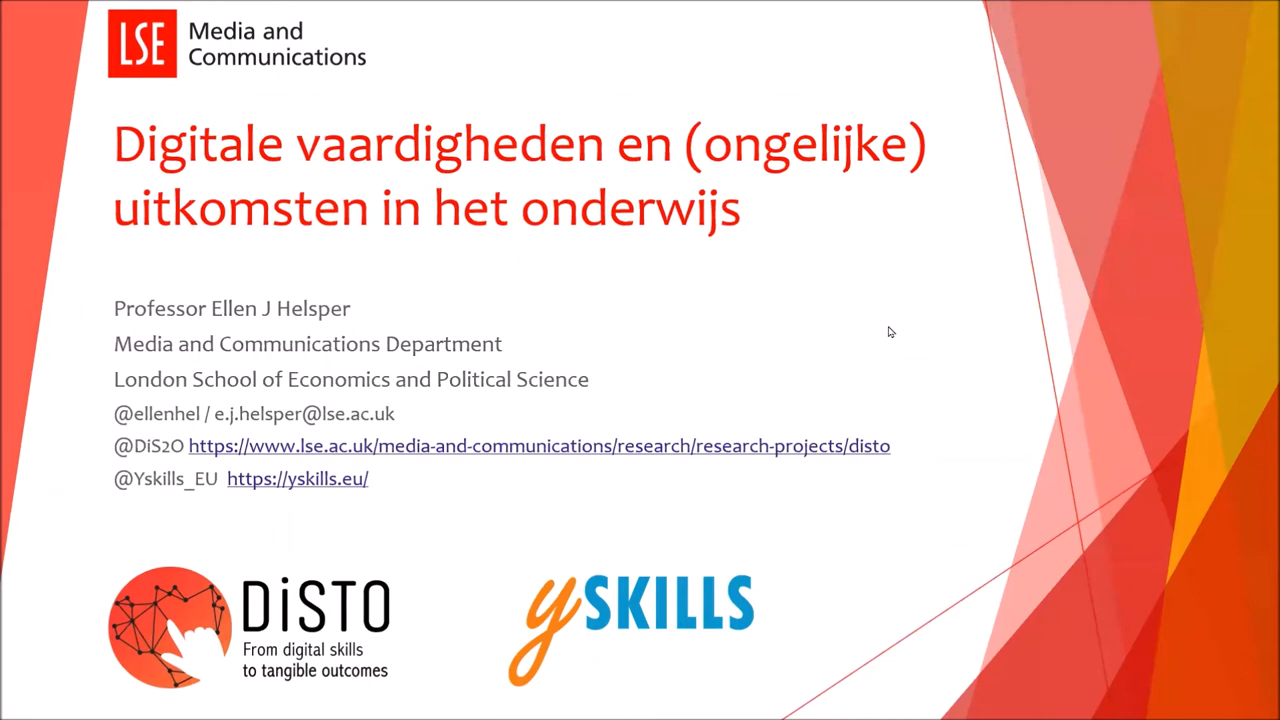 LSE
Media and
Communications
Digitale vaardigheden en (ongelijke)
uitkomsten in het onderwijs
Professor Ellen J Helsper
Media and Communications Department
London School of Economics and Political Science
@ellenhel / e.j.helsper@lse.ac.uk
@DiS2O https://www.lse.ac.uk/media-and-communications/research/research-projects/disto
@Yskills_EU https://yskills.eu/
DiSTO
From digital skills
to tangible outcomes
ySKILLS